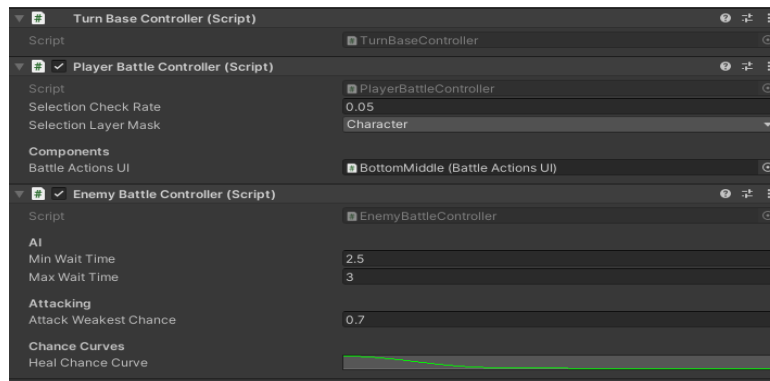 Turn Base Controller (Script)
Script TurnBaseController
Player Battle Controller (Script)
Script PlayerBattleController
Selection Check Rate 0.05
Selection Layer Mask Character
Components
Battle Actions UI BottomMiddle (Battle Actions UI)
Enemy Battle Controller (Script)
Script EnemyBattleController
AI
Min Wait Time 2.5
Max Wait Time 3
Attacking
Attack Weakest Chance 0.7
Chance Curves
Heal Chance Curve